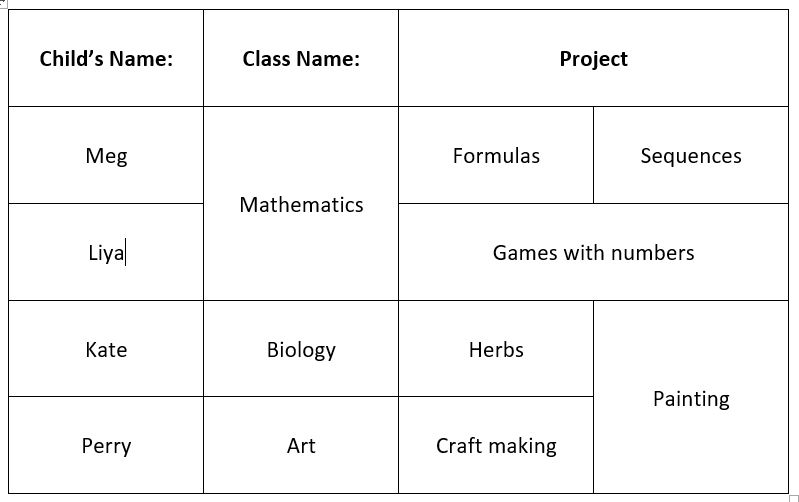 Child’s Name: Class Name: Project
Meg Mathematics Formulas Sequences
Liya Games with numbers
Kate Biology Herbs Painting
Perry Art Craft making